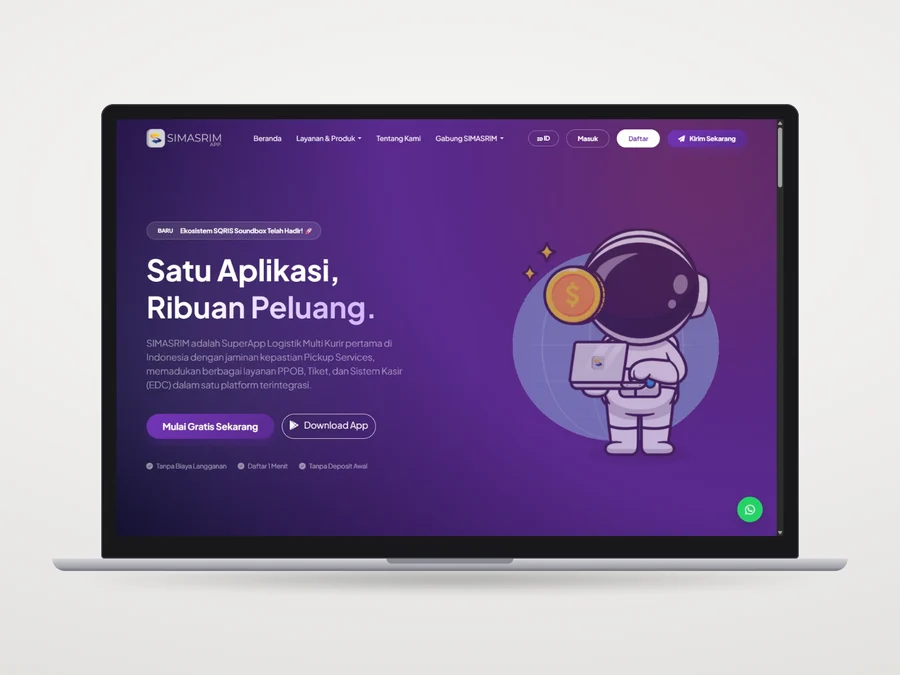 SIMASRIM
APP
Beranda
Layanan & Produk
Tentang Kami
Gabung SIMASRIM
ID
Masuk
Daftar
Kirim Sekarang
BARU Ekosistem SQRIS Soundbox Telah Hadir!
Satu Aplikasi,
Ribuan Peluang.
SIMASRIM adalah SuperApp Logistik Multi Kurir pertama di
Indonesia dengan jaminan kepastian Pickup Services,
memadukan berbagai layanan PPOB, Tiket, dan Sistem Kasir
(EDC) dalam satu platform terintegrasi.
Mulai Gratis Sekarang
Download App
Tanpa Biaya Langganan
Daftar 1 Menit
Tanpa Deposit Awal
$